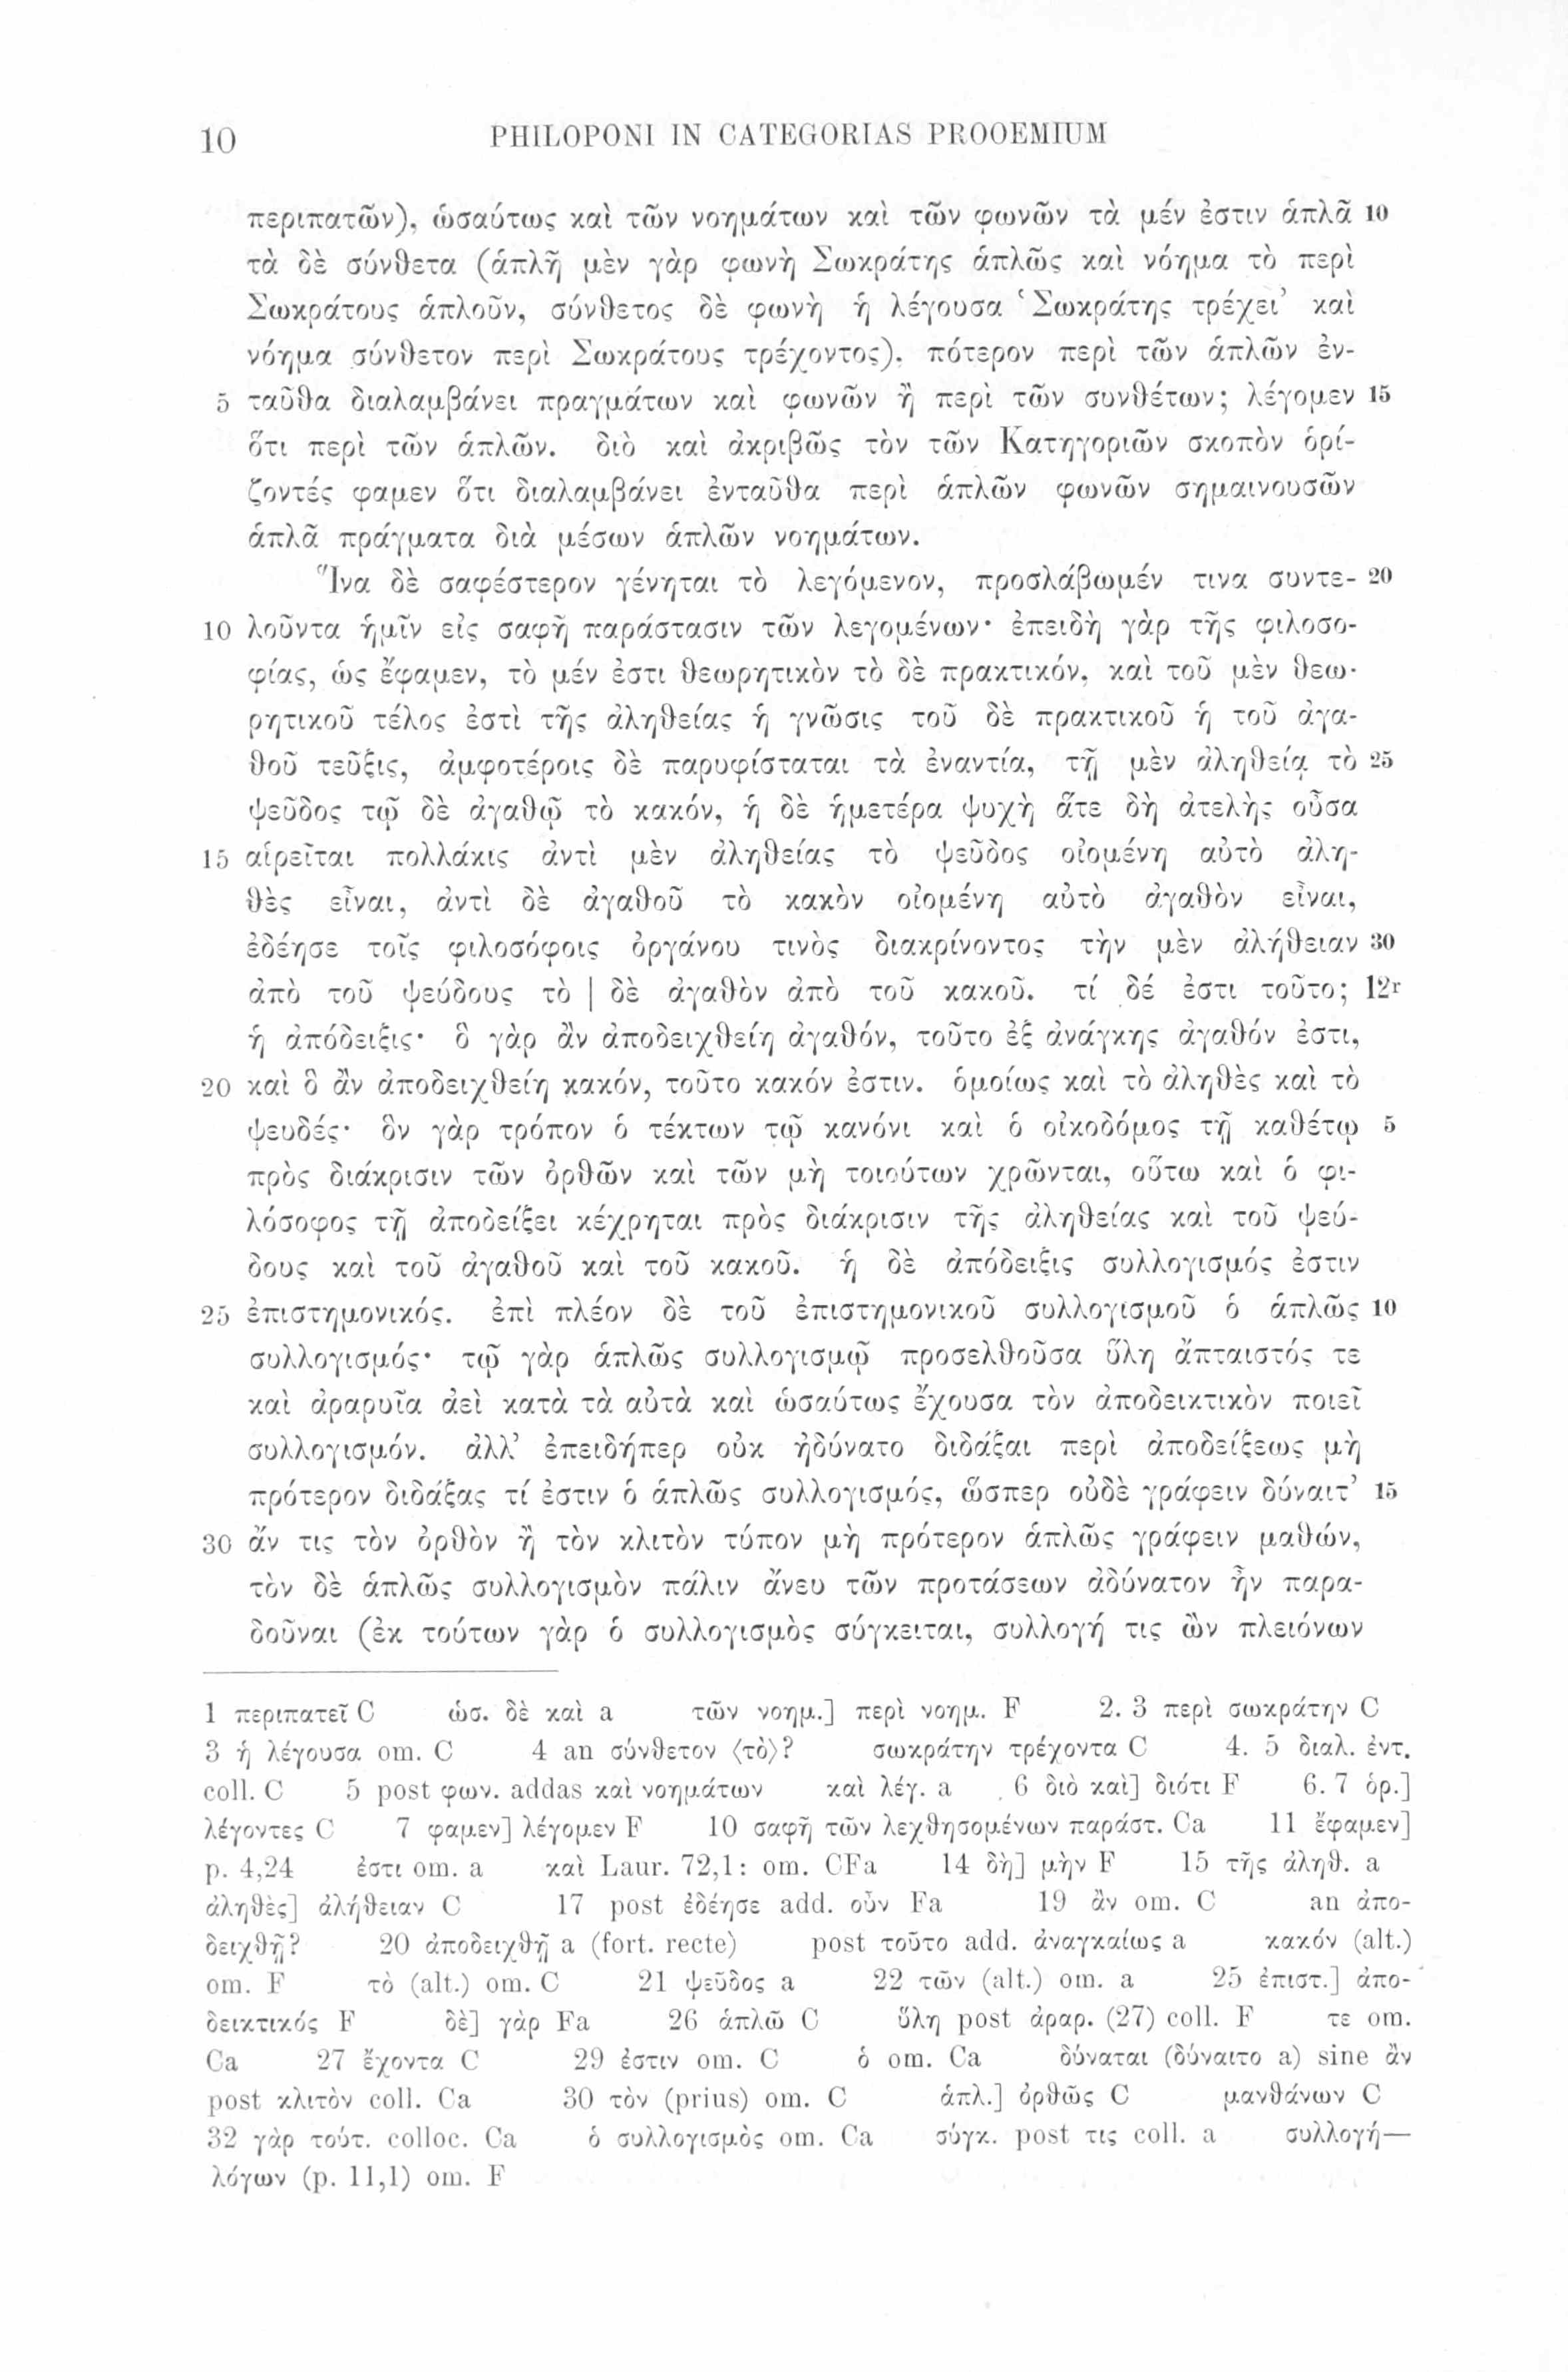 10 PHILOPONI IN CATEGORIAS PROOEMIUM
περιπατῶν), ὡσαύτως καὶ τῶν νοημάτων καὶ τῶν φωνῶν τὰ μέν ἐστιν ἁπλᾶ 10
τὰ δὲ σύνθετα (ἁπλῆ μὲν γὰρ φωνὴ Σωκράτης ἁπλῶς καὶ νόημα τὸ περὶ
Σωκράτους ἁπλοῦν, σύνθετος δὲ φωνὴ ἡ λέγουσα ‘Σωκράτης τρέχει’ καὶ
νόημα σύνθετον περὶ Σωκράτους τρέχοντος), πότερον περὶ τῶν ἁπλῶν ἐν-
5 ταῦθα διαλαμβάνει πραγμάτων καὶ φωνῶν ἢ περὶ τῶν συνθέτων; λέγομεν 15
ὅτι περὶ τῶν ἁπλῶν. διὸ καὶ ἀκριβῶς τὸν τῶν Κατηγοριῶν σκοπὸν ὁρί-
ζοντές φαμεν ὅτι διαλαμβάνει ἐνταῦθα περὶ ἁπλῶν φωνῶν σημαινουσῶν
ἁπλᾶ πράγματα διὰ μέσων ἁπλῶν νοημάτων.
Ἵνα δὲ σαφέστερον γένηται τὸ λεγόμενον, προσλάβωμέν τινα συντε- 20
10 λοῦντα ἡμῖν εἰς σαφῆ παράστασιν τῶν λεγομένων· ἐπειδὴ γὰρ τῆς φιλοσο-
φίας, ὡς ἔφαμεν, τὸ μέν ἐστι θεωρητικὸν τὸ δὲ πρακτικόν, καὶ τοῦ μὲν θεω-
ρητικοῦ τέλος ἐστὶ τῆς ἀληθείας ἡ γνῶσις τοῦ δὲ πρακτικοῦ ἡ τοῦ ἀγα-
θοῦ τεῦξις, ἀμφοτέροις δὲ παρυφίσταται τὰ ἐναντία, τῇ μὲν ἀληθείᾳ τὸ 25
ψεῦδος τῷ δὲ ἀγαθῷ τὸ κακόν, ἡ δὲ ἡμετέρα ψυχὴ ἅτε δὴ ἀτελὴς οὖσα
15 αἱρεῖται πολλάκις ἀντὶ μὲν ἀληθείας τὸ ψεῦδος οἰομένη αὐτὸ ἀλη-
θὲς εἶναι, ἀντὶ δὲ ἀγαθοῦ τὸ κακὸν οἰομένη αὐτὸ ἀγαθὸν εἶναι,
ἐδέησε τοῖς φιλοσόφοις ὀργάνου τινὸς διακρίνοντος τὴν μὲν ἀλήθειαν 30
ἀπὸ τοῦ ψεύδους τὸ | δὲ ἀγαθὸν ἀπὸ τοῦ κακοῦ. τί δέ ἐστι τοῦτο; 12r
ἡ ἀπόδειξις· ὃ γὰρ ἂν ἀποδειχθείη ἀγαθόν, τοῦτο ἐξ ἀνάγκης ἀγαθόν ἐστι,
20 καὶ ὃ ἂν ἀποδειχθείη κακόν, τοῦτο κακόν ἐστιν. ὁμοίως καὶ τὸ ἀληθὲς καὶ τὸ
ψευδές· ὃν γὰρ τρόπον ὁ τέκτων τῷ κανόνι καὶ ὁ οἰκοδόμος τῇ καθέτῳ 5
πρὸς διάκρισιν τῶν ὀρθῶν καὶ τῶν μὴ τοιούτων χρῶνται, οὕτω καὶ ὁ φι-
λόσοφος τῇ ἀποδείξει κέχρηται πρὸς διάκρισιν τῆς ἀληθείας καὶ τοῦ ψεύ-
δους καὶ τοῦ ἀγαθοῦ καὶ τοῦ κακοῦ. ἡ δὲ ἀπόδειξις συλλογισμός ἐστιν
25 ἐπιστημονικός. ἐπὶ πλέον δὲ τοῦ ἐπιστημονικοῦ συλλογισμοῦ ὁ ἁπλῶς 10
συλλογισμός· τῷ γὰρ ἁπλῶς συλλογισμῷ προσελθοῦσα ὕλη ἄπταιστός τε
καὶ ἀραρυῖα ἀεὶ κατὰ τὰ αὐτὰ καὶ ὡσαύτως ἔχουσα τὸν ἀποδεικτικὸν ποιεῖ
συλλογισμόν. ἀλλ’ ἐπειδήπερ οὐκ ἠδύνατο διδάξαι περὶ ἀποδείξεως μὴ
πρότερον διδάξας τί ἐστιν ὁ ἁπλῶς συλλογισμός, ὥσπερ οὐδὲ γράφειν δύναιτ’ 15
30 ἄν τις τὸν ὀρθὸν ἢ τὸν κλιτὸν τύπον μὴ πρότερον ἁπλῶς γράφειν μαθών,
τὸν δὲ ἁπλῶς συλλογισμὸν πάλιν ἄνευ τῶν προτάσεων ἀδύνατον ἦν παρα-
δοῦναι (ἐκ τούτων γὰρ ὁ συλλογισμὸς σύγκειται, συλλογή τις ὢν πλειόνων
1 περιπατεῖ C ὡσ. δὲ καὶ a τῶν νοημ.] περὶ νοημ. F 2. 3 περὶ σωκράτην C
3 ἡ λέγουσα om. C 4 an σύνθετον ⟨τὸ⟩? σωκράτην τρέχοντα C 4. 5 διαλ. ἐντ.
coll. C 5 post φων. addas καὶ νοημάτων καὶ λέγ. a 6 διὸ καὶ] διότι F 6. 7 ὁρ.]
λέγοντες C 7 φαμεν] λέγομεν F 10 σαφῆ τῶν λεχθησομένων παράστ. Ca 11 ἔφαμεν]
p. 4,24 ἐστι om. a καὶ Laur. 72,1: om. CFa 14 δὴ] μὴν F 15 τῆς ἀληθ. a
ἀληθὲς] ἀλήθειαν C 17 post ἐδέησε add. οὖν Fa 19 ἂν om. C an ἀπο-
δειχθῇ? 20 ἀποδειχθῇ a (fort. recte) post τοῦτο add. ἀναγκαίως a κακόν (alt.)
om. F τὸ (alt.) om. C 21 ψεῦδος a 22 τῶν (alt.) om. a 25 ἐπιστ.] ἀπο-
δεικτικός F δὲ] γὰρ Fa 26 ἁπλῶ C ὕλη post ἀραρ. (27) coll. F τε om.
Ca 27 ἔχοντα C 29 ἐστιν om. C ὁ om. Ca δύναται (δύναιτο a) sine ἂν
post κλιτὸν coll. Ca 30 τὸν (prius) om. C ἁπλ.] ὀρθῶς C μανθάνων C
32 γὰρ τούτ. colloc. Ca ὁ συλλογισμὸς om. Ca σύγκ. post τις coll. a συλλογή—
λόγων (p. 11,1) om. F